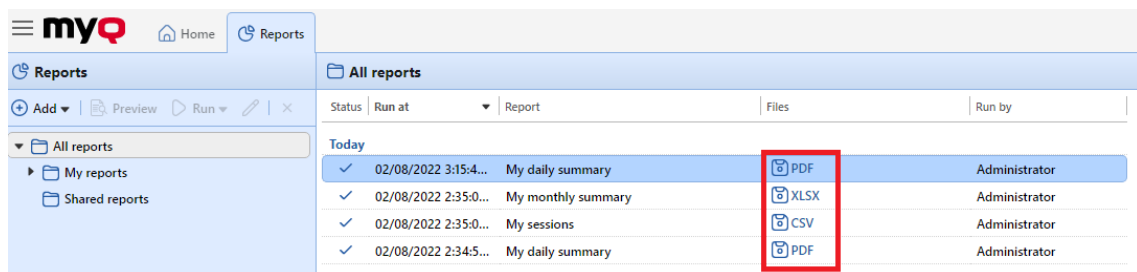 myQ Home Reports
Reports
All reports
Add Preview Run
Status Run at Report Files Run by
All reports
My reports
Shared reports
Today
02/08/2022 3:15:4... My daily summary PDF Administrator
02/08/2022 2:35:0... My monthly summary XLSX Administrator
02/08/2022 2:35:0... My sessions CSV Administrator
02/08/2022 2:34:5... My daily summary PDF Administrator